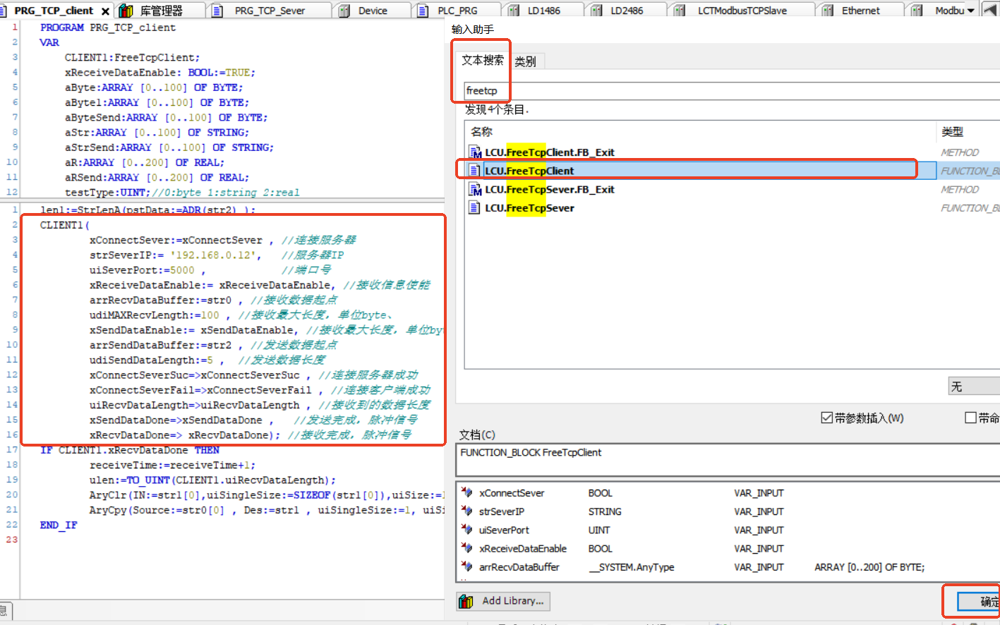 PRG_TCP_client
库管理器
PRG_TCP_Sever
Device
PLC_PRG
LD1486
LD2486
LCTModbusTCPSlave
Ethernet
Modbu
1 PROGRAM PRG_TCP_client
2 VAR
3 CLIENT1:FreeTcpClient;
4 xReceiveDataEnable: BOOL:=TRUE;
5 aByte:ARRAY [0..100] OF BYTE;
6 aByte1:ARRAY [0..100] OF BYTE;
7 aByteSend:ARRAY [0..100] OF BYTE;
8 aStr:ARRAY [0..100] OF STRING;
9 aStrSend:ARRAY [0..100] OF STRING;
10 aR:ARRAY [0..200] OF REAL;
11 aRSend:ARRAY [0..200] OF REAL;
12 testType:UINT;//0:byte 1:string 2:real
1 len1:=StrLenA(pstData:=ADR(str2) );
2 CLIENT1(
3 xConnectSever:=xConnectSever , //连接服务器
4 strSeverIP:= '192.168.0.12', //服务器IP
5 uiSeverPort:=5000 , //端口号
6 xReceiveDataEnable:= xReceiveDataEnable, //接收信息使能
7 arrRecvDataBuffer:=str0 , //接收数据起点
8 udiMAXRecvLength:=100 , //接收最大长度，单位byte、
9 xSendDataEnable:= xSendDataEnable, //接收最大长度，单位by
10 arrSendDataBuffer:=str2 , //发送数据起点
11 udiSendDataLength:=5 , //发送数据长度
12 xConnectSeverSuc=>xConnectSeverSuc , //连接服务器成功
13 xConnectSeverFail=>xConnectSeverFail , //连接客户端成功
14 uiRecvDataLength=>uiRecvDataLength , //接收到的数据长度
15 xSendDataDone=>xSendDataDone , //发送完成，脉冲信号
16 xRecvDataDone=> xRecvDataDone); //接收完成，脉冲信号
17 IF CLIENT1.xRecvDataDone THEN
18 receiveTime:=receiveTime+1;
19 ulen:=TO_UINT(CLIENT1.uiRecvDataLength);
20 AryClr(IN:=str1[0],uiSingleSize:=SIZEOF(str1[0]),uiSize:=
21 AryCpy(Source:=str0[0] , Des:=str1 , uiSingleSize:=1, uiSi
22 END_IF
23
息
输入助手
文本搜索
类别
freetcp
发现4个条目.
名称
类型
LCU.FreeTcpClient.FB_Exit METHOD
LCU.FreeTcpClient FUNCTION_BL
LCU.FreeTcpSever.FB_Exit METHOD
LCU.FreeTcpSever FUNCTION_BL
无
带参数插入(W)
带命
文档(C)
FUNCTION_BLOCK FreeTcpClient
xConnectSever BOOL VAR_INPUT
strSeverIP STRING VAR_INPUT
uiSeverPort UINT VAR_INPUT
xReceiveDataEnable BOOL VAR_INPUT
arrRecvDataBuffer __SYSTEM.AnyType VAR_INPUT ARRAY [0..200] OF BYTE;
Add Library...
确定